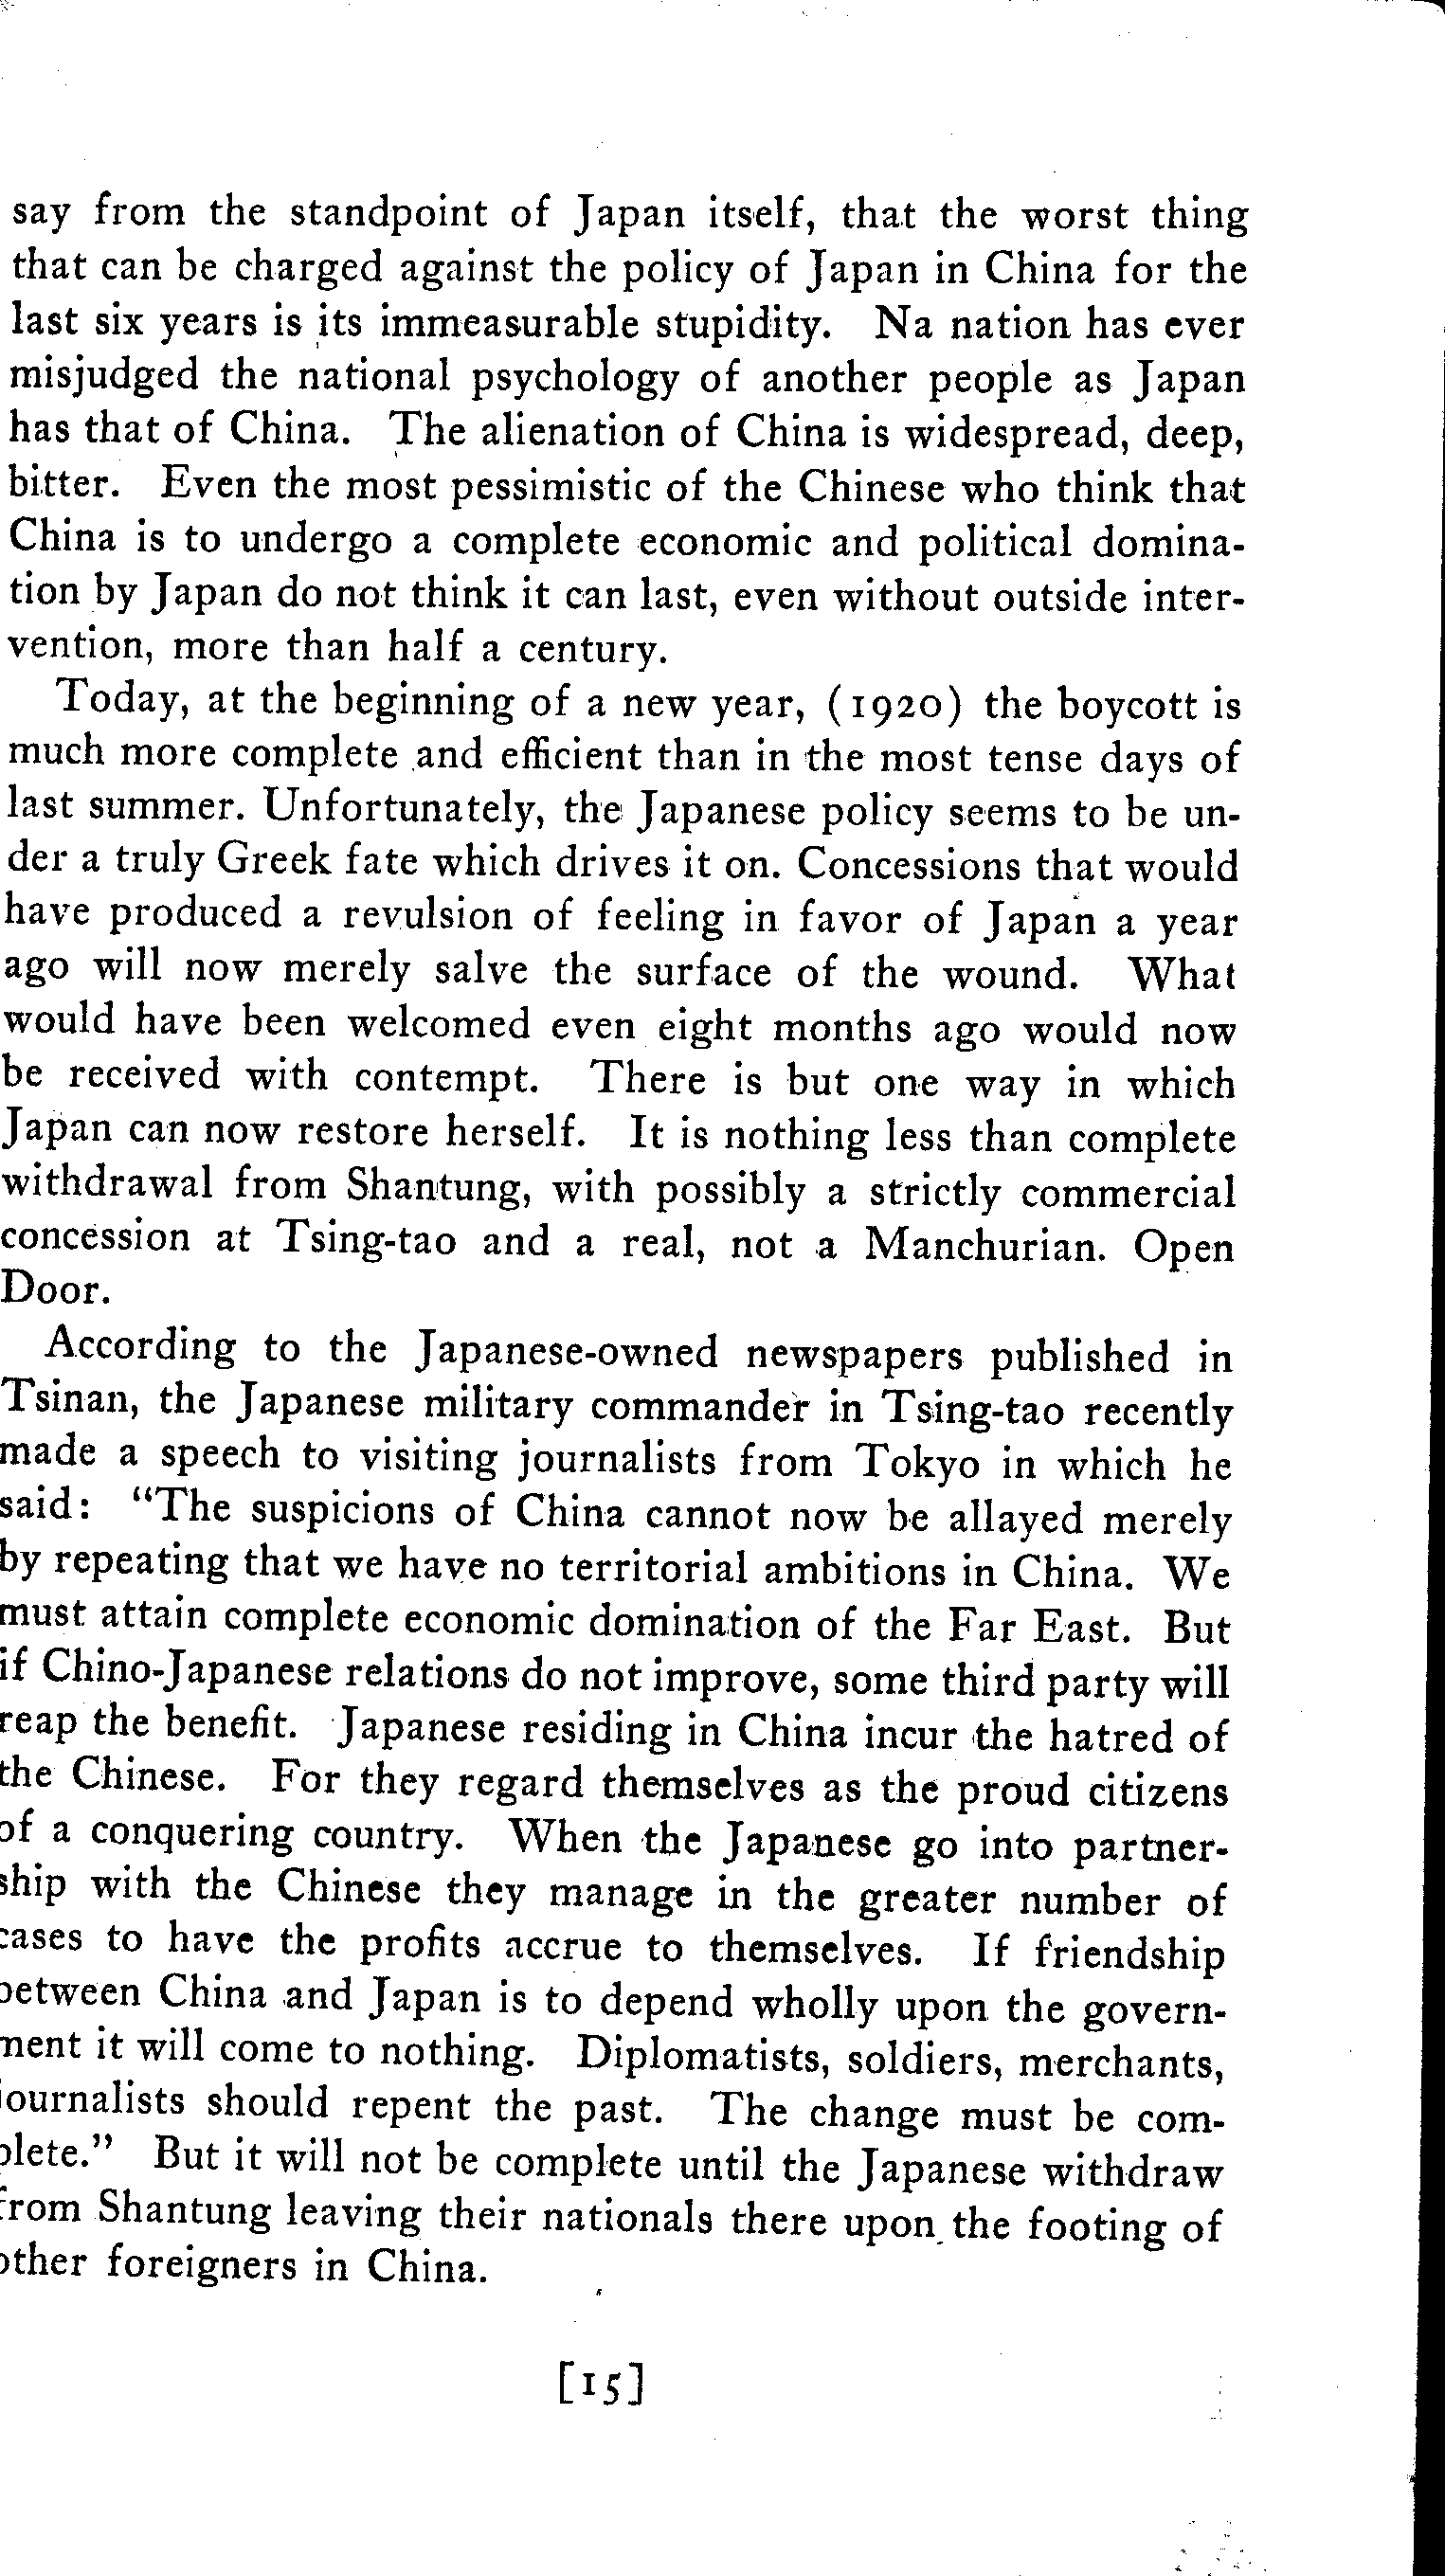 say from the standpoint of Japan itself, that the worst thing
that can be charged against the policy of Japan in China for the
last six years is its immeasurable stupidity. Na nation has ever
misjudged the national psychology of another people as Japan
has that of China. The alienation of China is widespread, deep,
bitter. Even the most pessimistic of the Chinese who think that
China is to undergo a complete economic and political domina-
tion by Japan do not think it can last, even without outside inter-
vention, more than half a century.
Today, at the beginning of a new year, (1920) the boycott is
much more complete and efficient than in the most tense days of
last summer. Unfortunately, the Japanese policy seems to be un-
der a truly Greek fate which drives it on. Concessions that would
have produced a revulsion of feeling in favor of Japan a year
ago will now merely salve the surface of the wound. What
would have been welcomed even eight months ago would now
be received with contempt. There is but one way in which
Japan can now restore herself. It is nothing less than complete
withdrawal from Shantung, with possibly a strictly commercial
concession at Tsing-tao and a real, not a Manchurian. Open
Door.
According to the Japanese-owned newspapers published in
Tsinan, the Japanese military commander in Tsing-tao recently
made a speech to visiting journalists from Tokyo in which he
said: "The suspicions of China cannot now be allayed merely
by repeating that we have no territorial ambitions in China. We
must attain complete economic domination of the Far East. But
if Chino-Japanese relations do not improve, some third party will
reap the benefit. Japanese residing in China incur the hatred of
the Chinese. For they regard themselves as the proud citizens
of a conquering country. When the Japanese go into partner-
ship with the Chinese they manage in the greater number of
cases to have the profits accrue to themselves. If friendship
between China and Japan is to depend wholly upon the govern-
ment it will come to nothing. Diplomatists, soldiers, merchants,
journalists should repent the past. The change must be com-
plete." But it will not be complete until the Japanese withdraw
from Shantung leaving their nationals there upon the footing of
other foreigners in China.
[15]